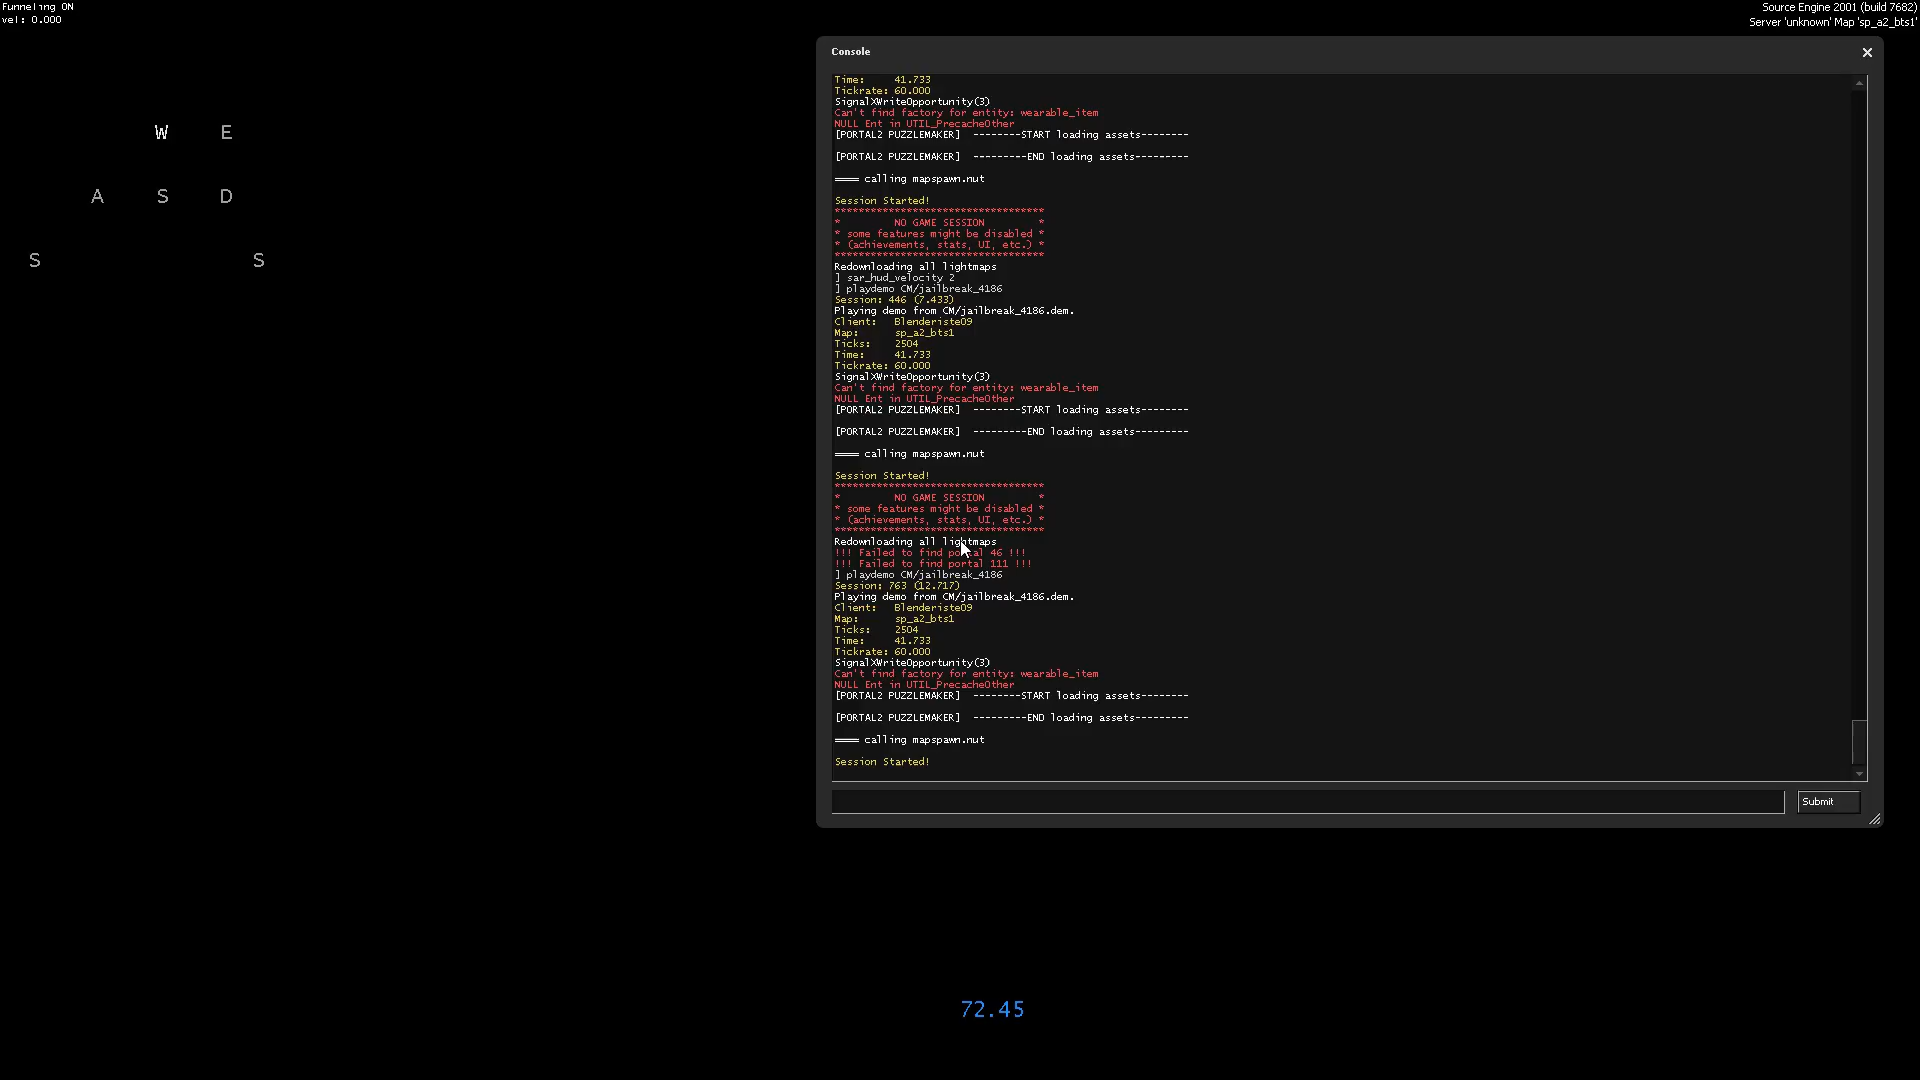 Funneling ON
vel: 0.000
Source Engine 2001 (build 7682)
Server 'unknown' Map 'sp_a2_bts1'
W E
A S D
S S
Console
Time: 41.733
Tickrate: 60.000
SignalXWriteOpportunity(3)
Can't find factory for entity: wearable_item
NULL Ent in UTIL_PrecacheOther
[PORTAL2 PUZZLEMAKER] --------START loading assets--------
[PORTAL2 PUZZLEMAKER] ---------END loading assets---------
==== calling mapspawn.nut
Session Started!
***********************************
* NO GAME SESSION *
* some features might be disabled *
* (achievements, stats, UI, etc.) *
***********************************
Redownloading all lightmaps
] sar_hud_velocity 2
] playdemo CM/jailbreak_4186
Session: 446 (7.433)
Playing demo from CM/jailbreak_4186.dem.
Client: Blenderiste09
Map: sp_a2_bts1
Ticks: 2504
Time: 41.733
Tickrate: 60.000
SignalXWriteOpportunity(3)
Can't find factory for entity: wearable_item
NULL Ent in UTIL_PrecacheOther
[PORTAL2 PUZZLEMAKER] --------START loading assets--------
[PORTAL2 PUZZLEMAKER] ---------END loading assets---------
==== calling mapspawn.nut
Session Started!
***********************************
* NO GAME SESSION *
* some features might be disabled *
* (achievements, stats, UI, etc.) *
***********************************
Redownloading all lightmaps
!!! Failed to find portal 46 !!!
!!! Failed to find portal 111 !!!
] playdemo CM/jailbreak_4186
Session: 763 (12.717)
Playing demo from CM/jailbreak_4186.dem.
Client: Blenderiste09
Map: sp_a2_bts1
Ticks: 2504
Time: 41.733
Tickrate: 60.000
SignalXWriteOpportunity(3)
Can't find factory for entity: wearable_item
NULL Ent in UTIL_PrecacheOther
[PORTAL2 PUZZLEMAKER] --------START loading assets--------
[PORTAL2 PUZZLEMAKER] ---------END loading assets---------
==== calling mapspawn.nut
Session Started!
Submit
72.45